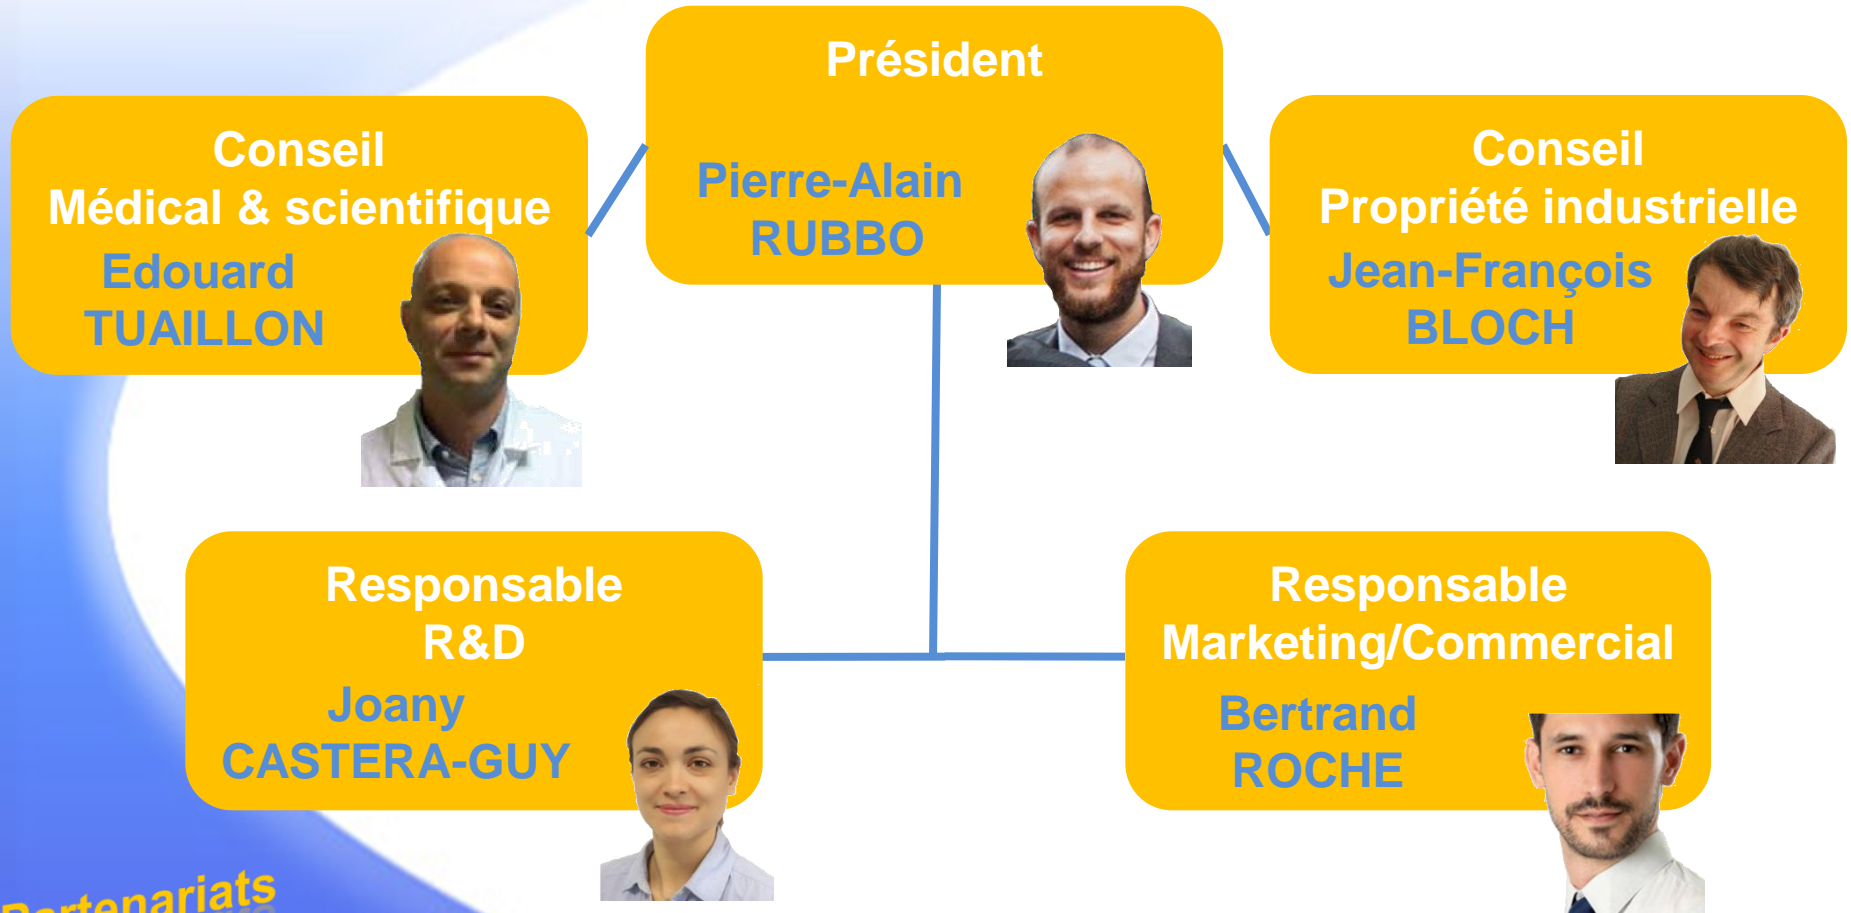 Président
Pierre-Alain
RUBBO
Conseil
Médical & scientifique
Edouard
TUAILLON
Conseil
Propriété industrielle
Jean-François
BLOCH
Responsable
R&D
Joany
CASTERA-GUY
Responsable
Marketing/Commercial
Bertrand
ROCHE
Partenariats